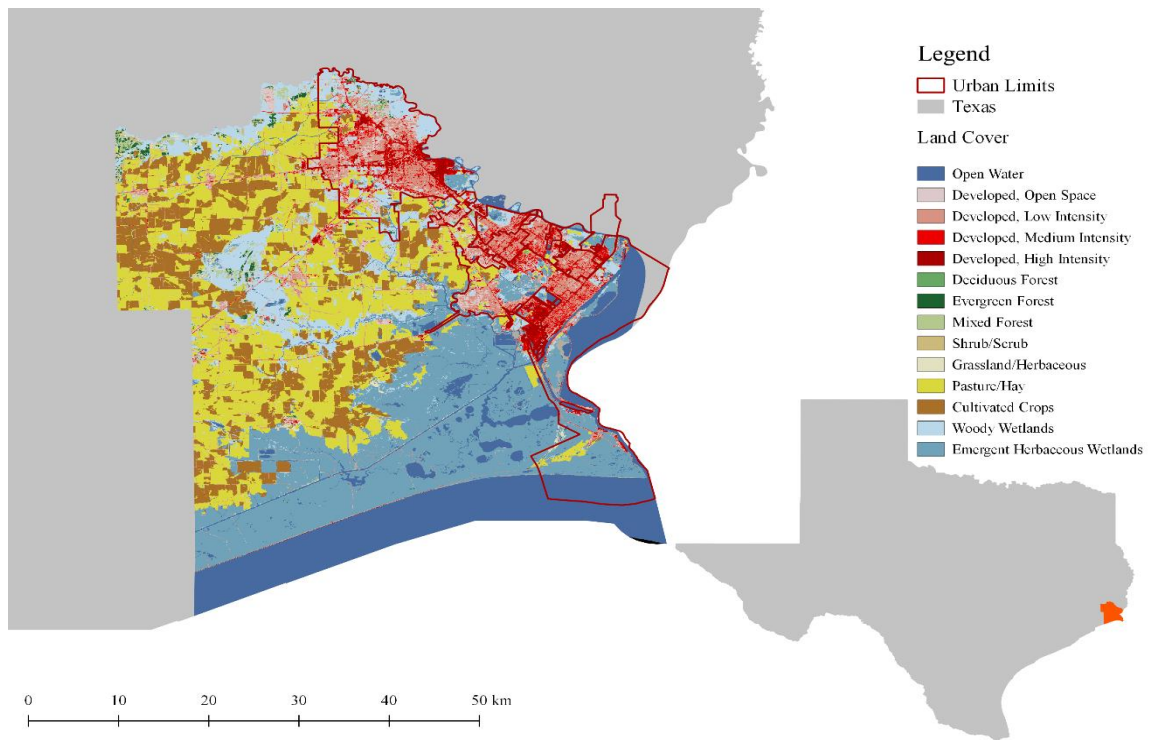 Legend
Urban Limits
Texas
Land Cover
Open Water
Developed, Open Space
Developed, Low Intensity
Developed, Medium Intensity
Developed, High Intensity
Deciduous Forest
Evergreen Forest
Mixed Forest
Shrub/Scrub
Grassland/Herbaceous
Pasture/Hay
Cultivated Crops
Woody Wetlands
Emergent Herbaceous Wetlands
0 10 20 30 40 50 km